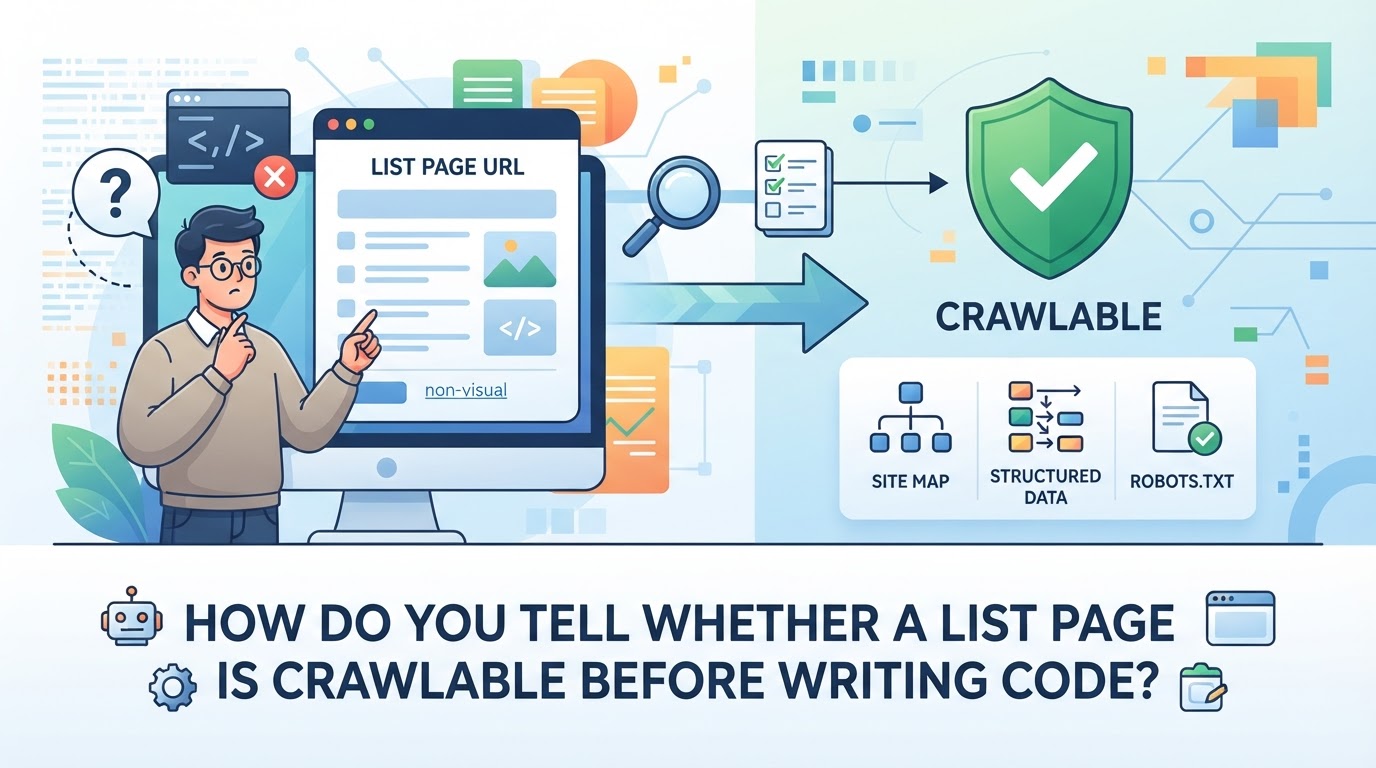 <,/>
?
LIST PAGE URL
</>
non-visual
CRAWLABLE
SITE MAP
STRUCTURED
DATA
ROBOTS.TXT
HOW DO YOU TELL WHETHER A LIST PAGE
IS CRAWLABLE BEFORE WRITING CODE?